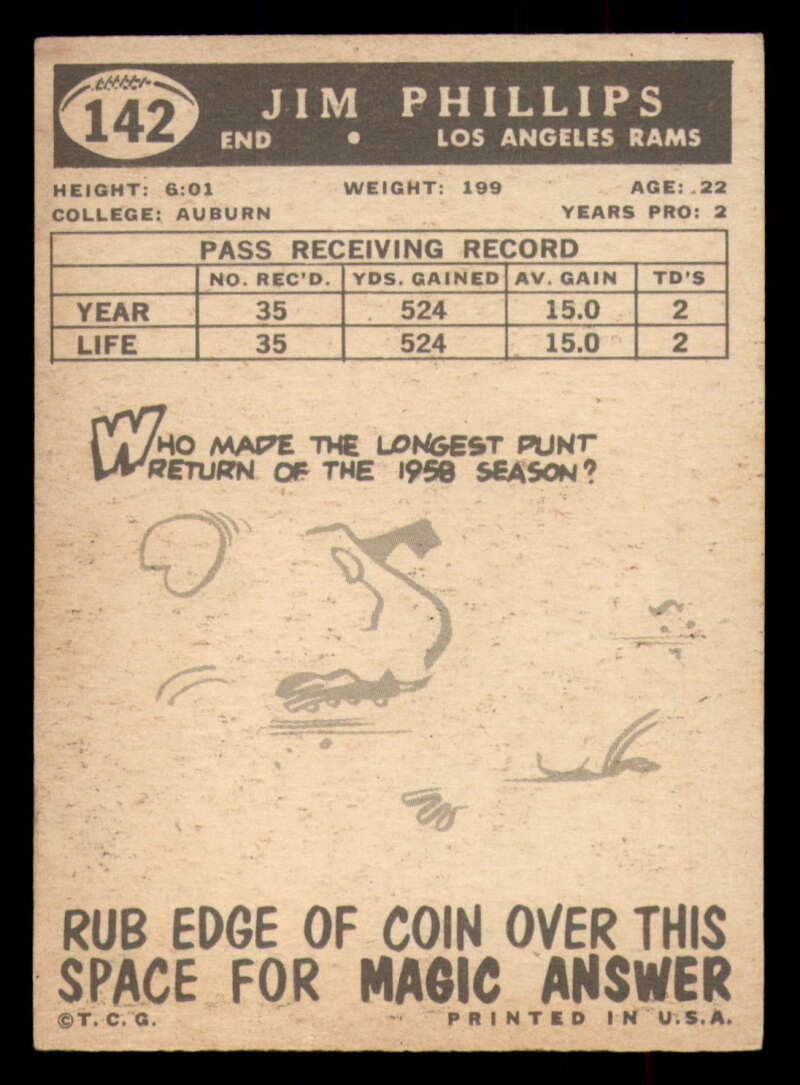 142
JIM PHILLIPS
END • LOS ANGELES RAMS
HEIGHT: 6:01 WEIGHT: 199 AGE: 22
COLLEGE: AUBURN YEARS PRO: 2
PASS RECEIVING RECORD
NO. REC'D. YDS. GAINED AV. GAIN TD'S
YEAR 35 524 15.0 2
LIFE 35 524 15.0 2
WHO MADE THE LONGEST PUNT
RETURN OF THE 1958 SEASON?
RUB EDGE OF COIN OVER THIS
SPACE FOR MAGIC ANSWER
©T.C.G. PRINTED IN U.S.A.